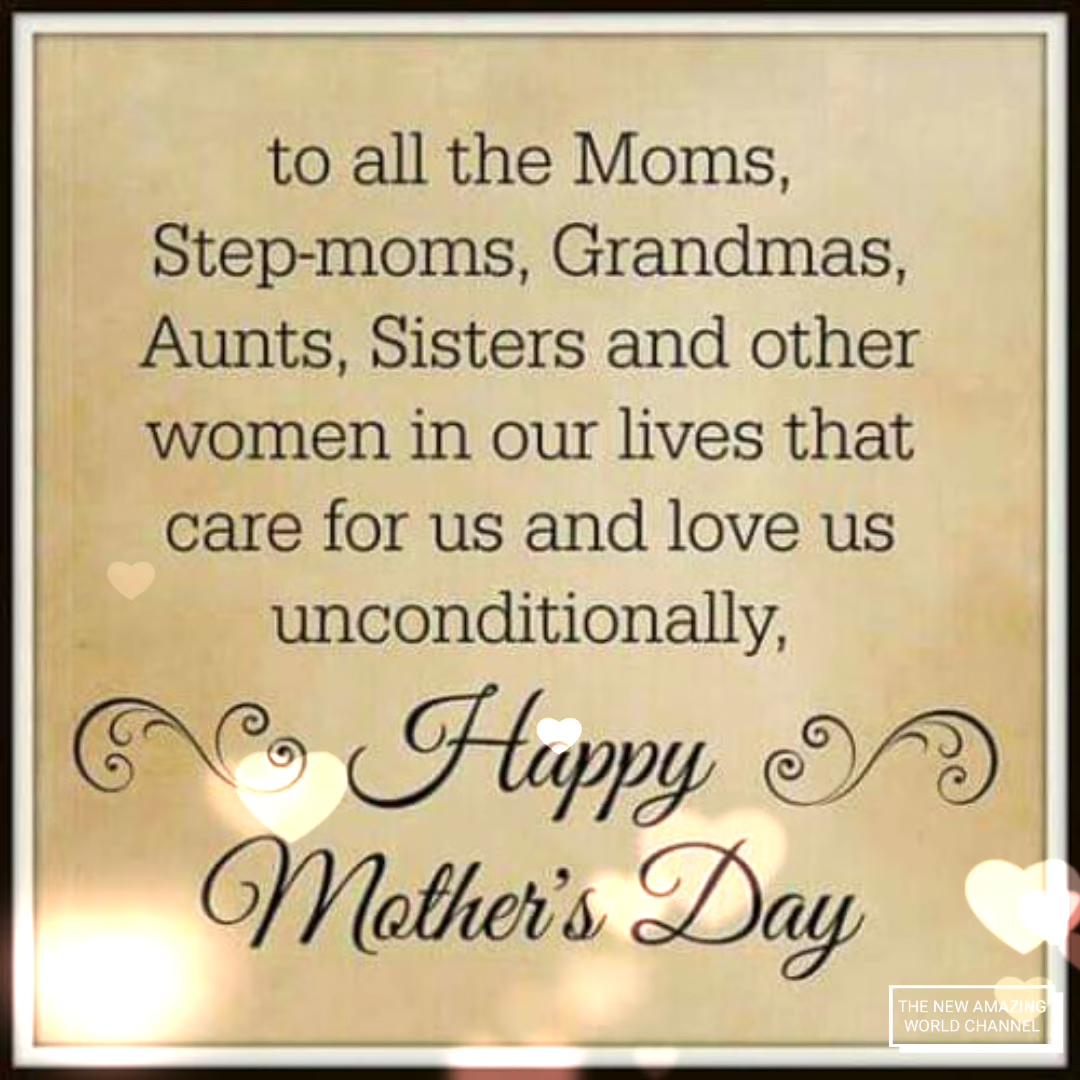 to all the Moms,
Step-moms, Grandmas,
Aunts, Sisters and other
women in our lives that
care for us and love us
unconditionally,
Happy
Mother's Day
THE NEW AMAZING
WORLD CHANNEL